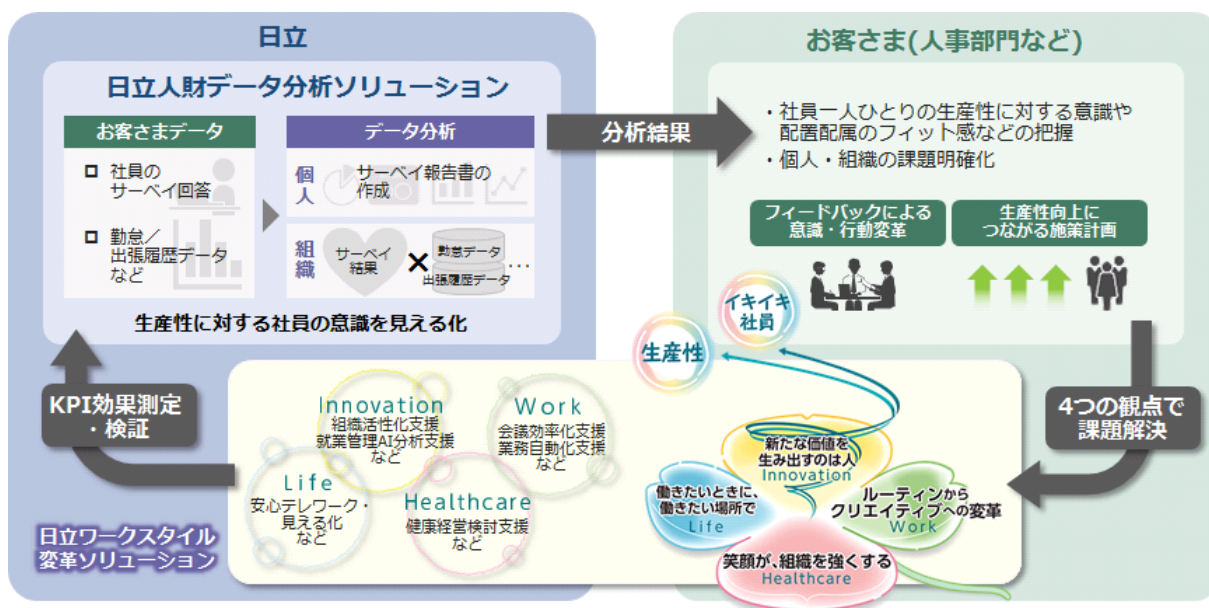 日立
日立人財データ分析ソリューション
お客さまデータ
社員の
サーベイ回答
勤怠／
出張履歴データ
など
データ分析
個人
サーベイ報告書の
作成
組織
サーベイ
結果
×
勤怠データ
出張履歴データ
…
生産性に対する社員の意識を見える化
分析結果
お客さま(人事部門など)
・社員一人ひとりの生産性に対する意識や
配置配属のフィット感などの把握
・個人・組織の課題明確化
フィードバックによる
意識・行動変革
生産性向上に
つながる施策計画
イキイキ
社員
生産性
4つの観点で
課題解決
KPI効果測定
・検証
Innovation
組織活性化支援
就業管理AI分析支援
など
Work
会議効率化支援
業務自動化支援
など
Life
安心テレワーク・
見える化
など
Healthcare
健康経営検討支援
など
新たな価値を
生み出すのは人
Innovation
働きたいときに、
働きたい場所で
Life
ルーティンから
クリエイティブへの変革
Work
笑顔が、組織を強くする
Healthcare
日立ワークスタイル
変革ソリューション